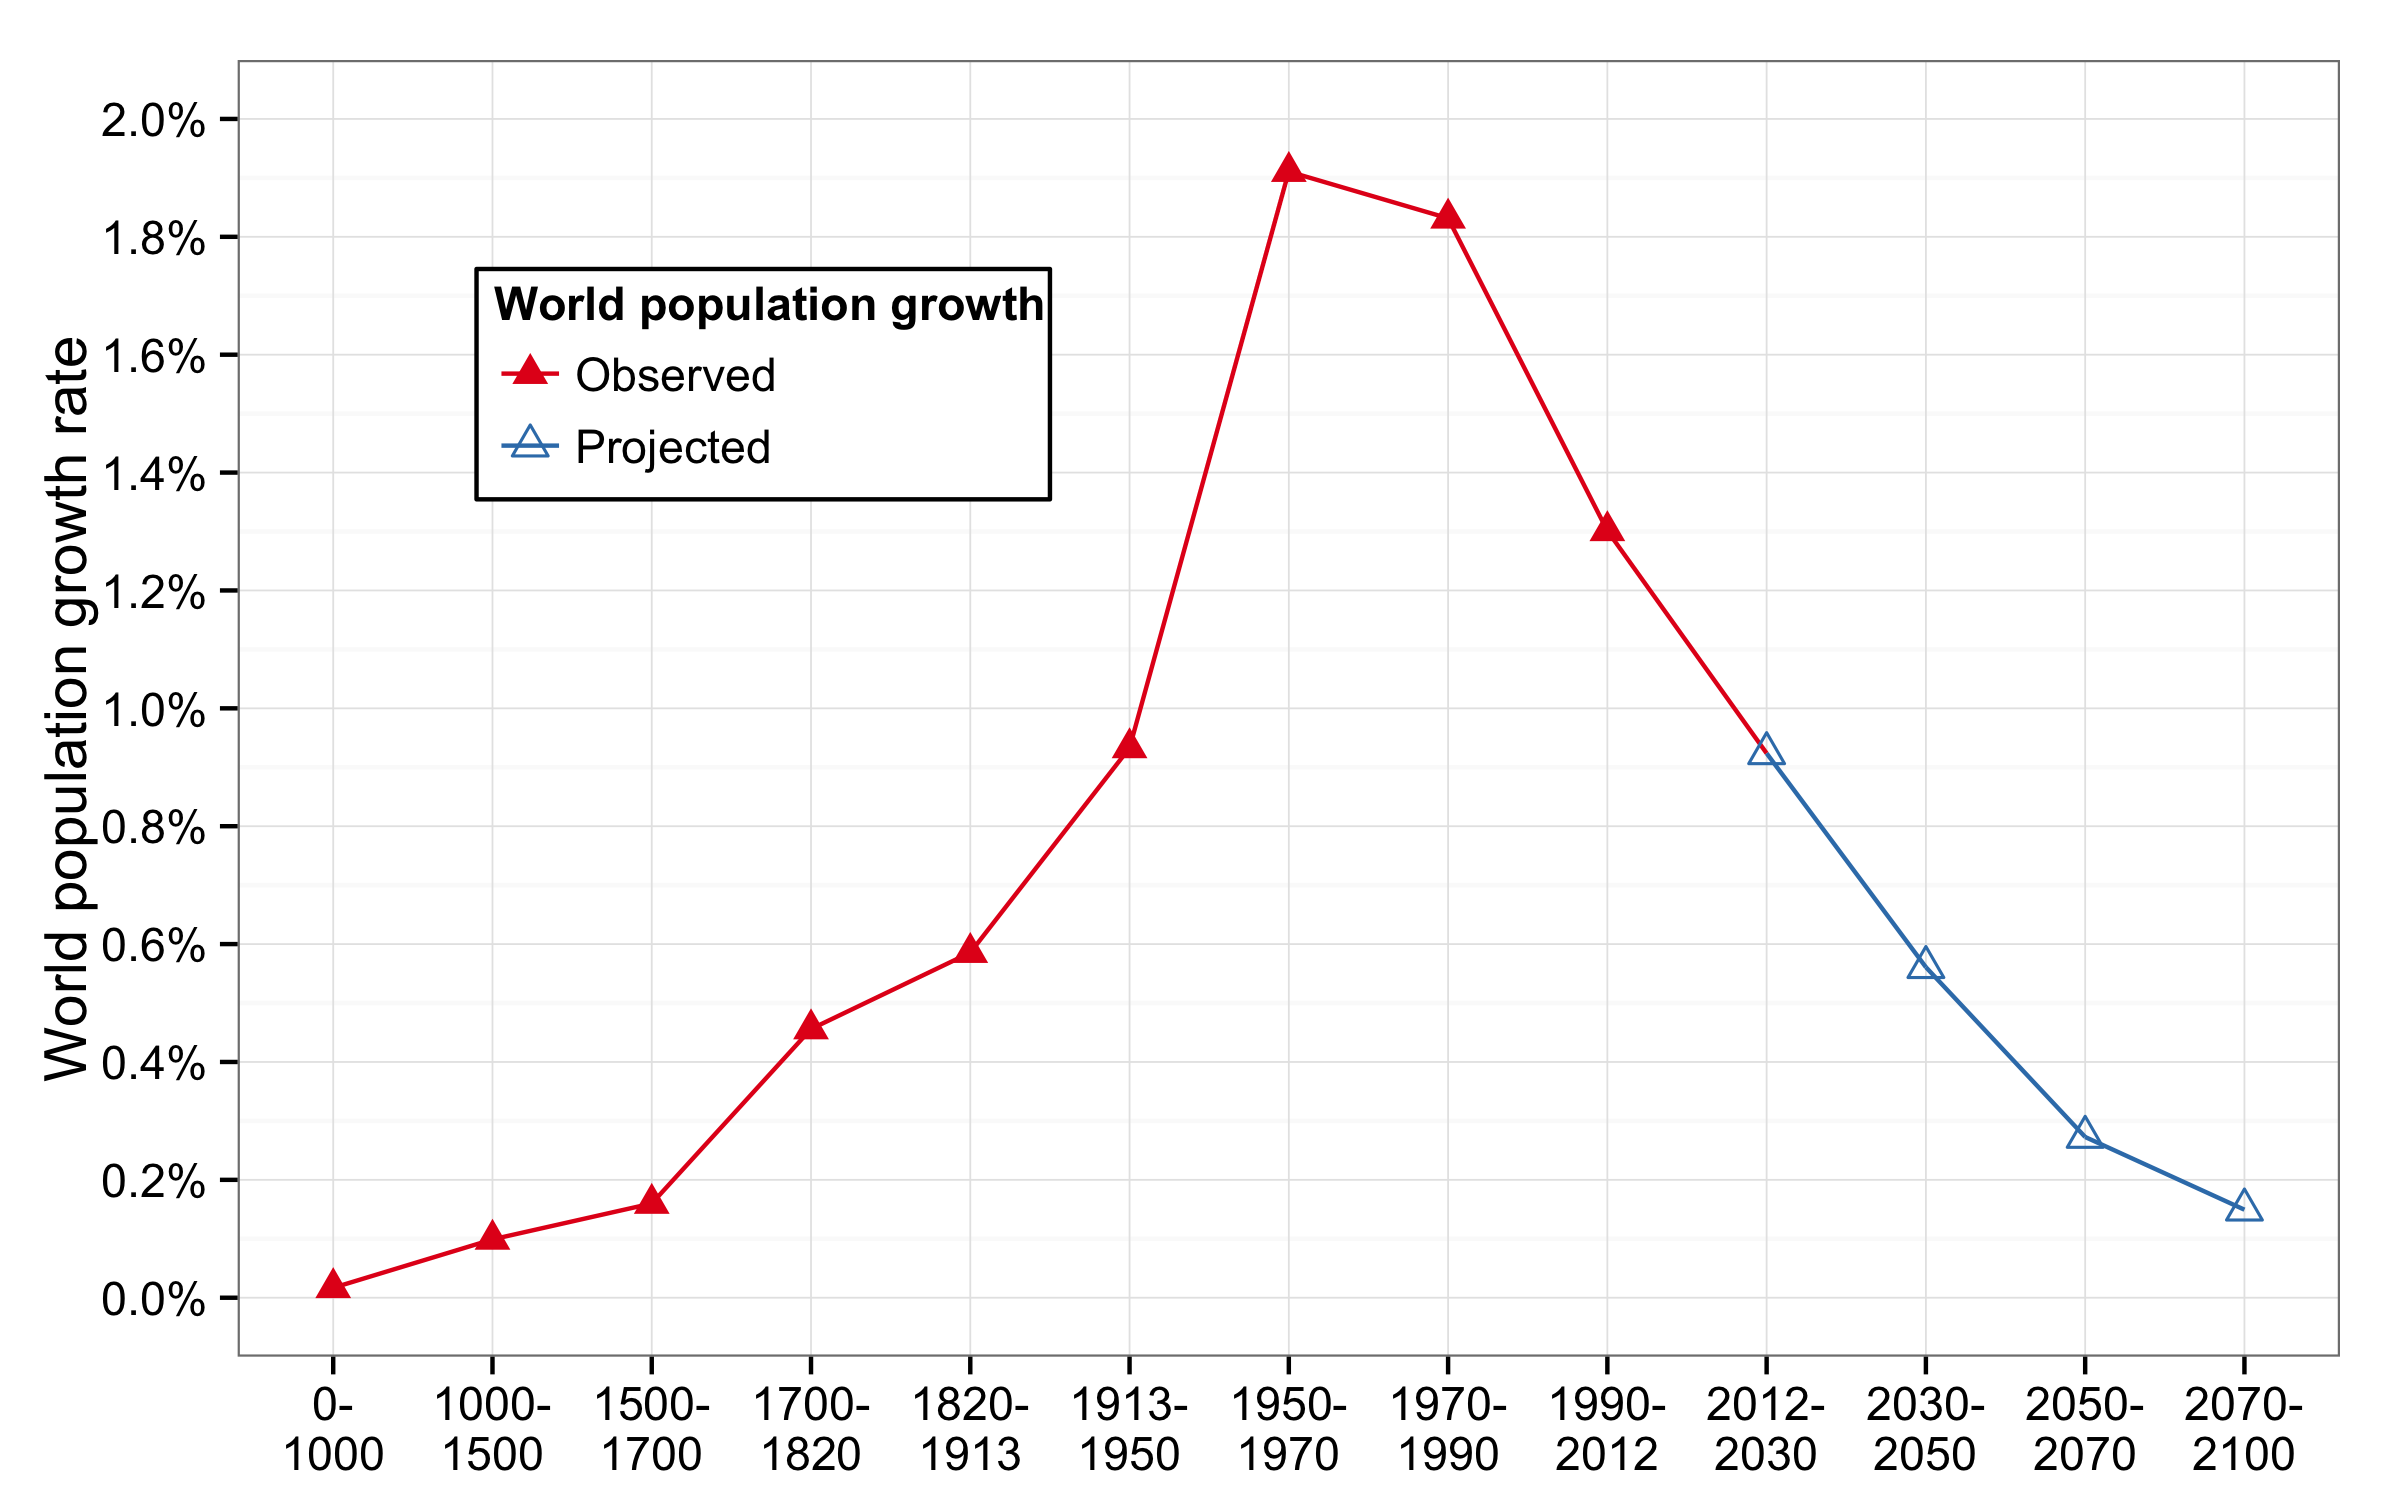 World population growth rate
2.0%
1.8%
1.6%
1.4%
1.2%
1.0%
0.8%
0.6%
0.4%
0.2%
0.0%
World population growth
Observed
Projected
0- 1000- 1500- 1700- 1820- 1913- 1950- 1970- 1990- 2012- 2030- 2050- 2070-
1000 1500 1700 1820 1913 1950 1970 1990 2012 2030 2050 2070 2100